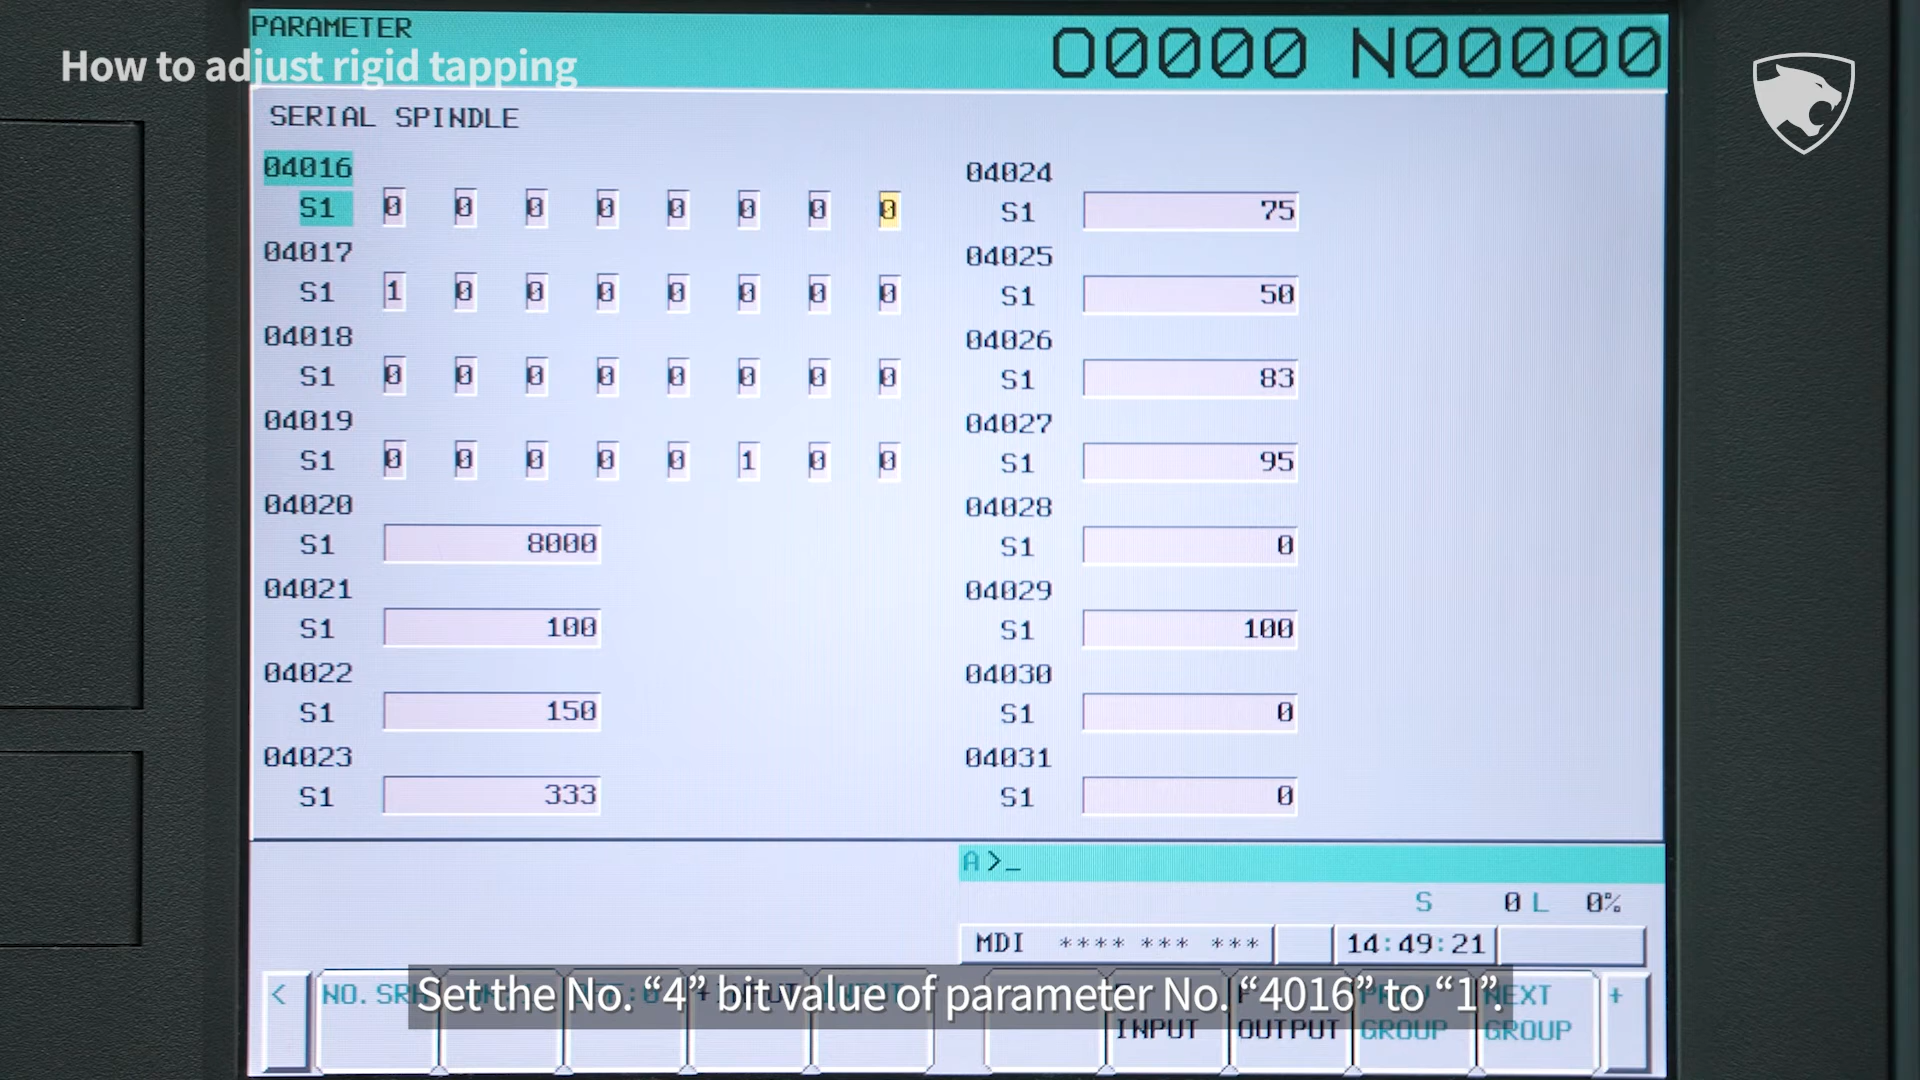 PARAMETER
O0000 N00000
How to adjust rigid tapping
SERIAL SPINDLE
04016
S1 0 0 0 0 0 0 0 0
04017
S1 1 0 0 0 0 0 0 0
04018
S1 0 0 0 0 0 0 0 0
04019
S1 0 0 0 0 0 1 0 0
04020
S1 8000
04021
S1 100
04022
S1 150
04023
S1 333
04024
S1 75
04025
S1 50
04026
S1 83
04027
S1 95
04028
S1 0
04029
S1 100
04030
S1 0
04031
S1 0
A>_
S 0 L 0%
MDI **** *** *** 14:49:21
Set the No. “4” bit value of parameter No. “4016” to “1”.
< NO.SRH NEXT +
INPUT OUTPUT GROUP GROUP